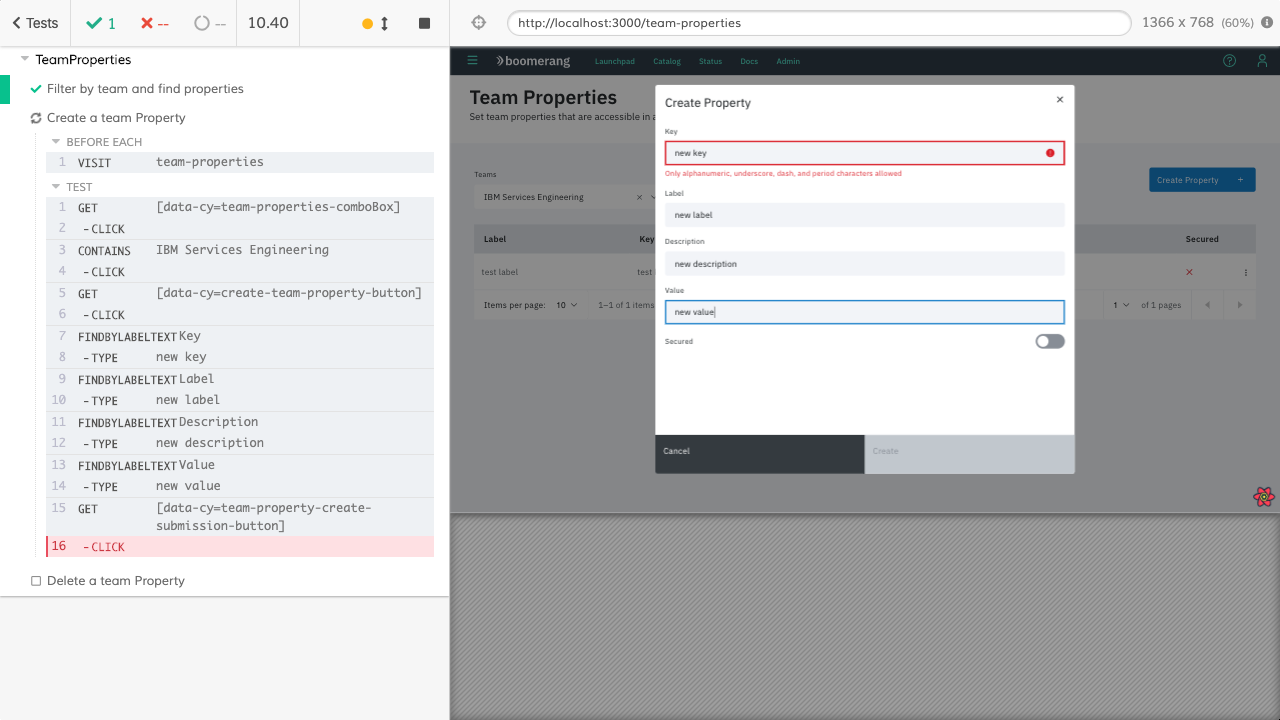 Tests
1
--
--
10.40
http://localhost:3000/team-properties
1366 x 768 (60%)
TeamProperties
Filter by team and find properties
Create a team Property
BEFORE EACH
1 VISIT team-properties
TEST
1 GET [data-cy=team-properties-comboBox]
2 -CLICK
3 CONTAINS IBM Services Engineering
4 -CLICK
5 GET [data-cy=create-team-property-button]
6 -CLICK
7 FINDBYLABELTEXT Key
8 -TYPE new key
9 FINDBYLABELTEXT Label
10 -TYPE new label
11 FINDBYLABELTEXT Description
12 -TYPE new description
13 FINDBYLABELTEXT Value
14 -TYPE new value
15 GET [data-cy=team-property-create-
submission-button]
16 -CLICK
Delete a team Property
boomerang Launchpad Catalog Status Docs Admin
Team Properties
Set team properties that are accessible in a
Teams
IBM Services Engineering
Create Property +
Label Key Secured
test label test
Items per page: 10 1–1 of 1 items 1 of 1 pages
Create Property
Key
new key
Only alphanumeric, underscore, dash, and period characters allowed
Label
new label
Description
new description
Value
new value
Secured
Cancel Create